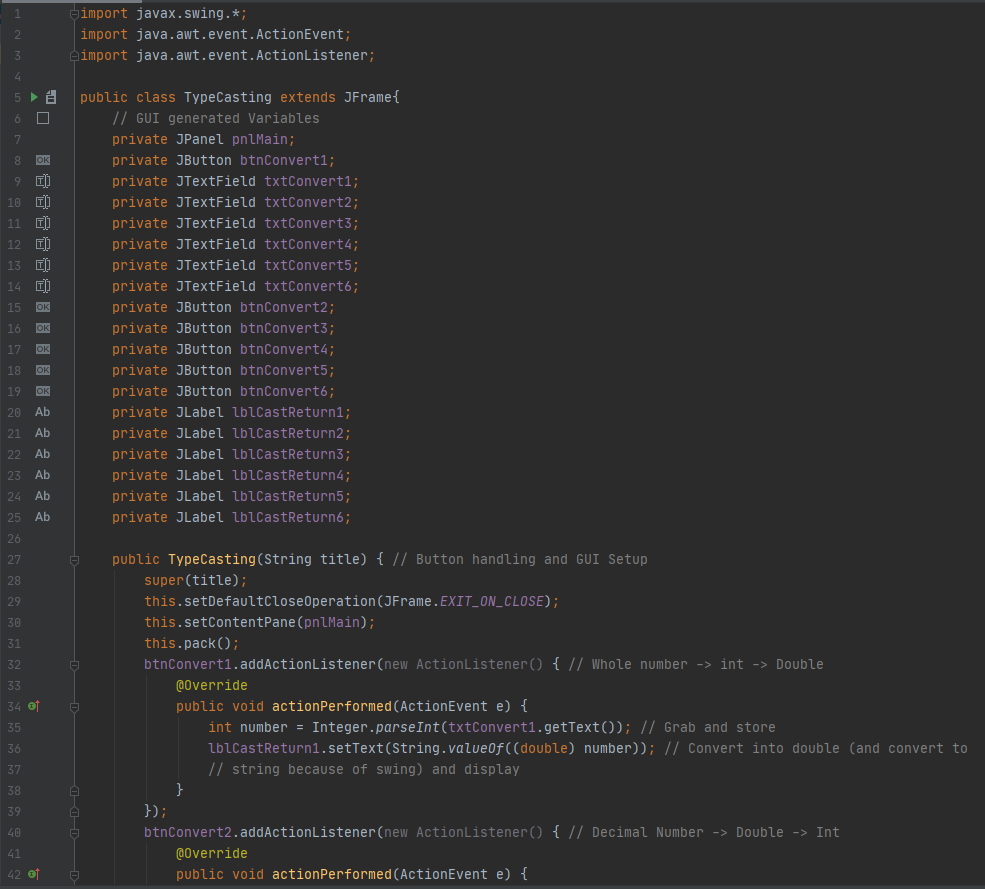 1 import javax.swing.*;
2 import java.awt.event.ActionEvent;
3 import java.awt.event.ActionListener;
4
5 public class TypeCasting extends JFrame{
6 // GUI generated Variables
7 private JPanel pnlMain;
8 OK private JButton btnConvert1;
9 private JTextField txtConvert1;
10 private JTextField txtConvert2;
11 private JTextField txtConvert3;
12 private JTextField txtConvert4;
13 private JTextField txtConvert5;
14 private JTextField txtConvert6;
15 OK private JButton btnConvert2;
16 OK private JButton btnConvert3;
17 OK private JButton btnConvert4;
18 OK private JButton btnConvert5;
19 OK private JButton btnConvert6;
20 Ab private JLabel lblCastReturn1;
21 Ab private JLabel lblCastReturn2;
22 Ab private JLabel lblCastReturn3;
23 Ab private JLabel lblCastReturn4;
24 Ab private JLabel lblCastReturn5;
25 Ab private JLabel lblCastReturn6;
26
27 public TypeCasting(String title) { // Button handling and GUI Setup
28 super(title);
29 this.setDefaultCloseOperation(JFrame.EXIT_ON_CLOSE);
30 this.setContentPane(pnlMain);
31 this.pack();
32 btnConvert1.addActionListener(new ActionListener() { // Whole number -> int -> Double
33 @Override
34 public void actionPerformed(ActionEvent e) {
35 int number = Integer.parseInt(txtConvert1.getText()); // Grab and store
36 lblCastReturn1.setText(String.valueOf((double) number)); // Convert into double (and convert to
37 // string because of swing) and display
38 }
39 });
40 btnConvert2.addActionListener(new ActionListener() { // Decimal Number -> Double -> Int
41 @Override
42 public void actionPerformed(ActionEvent e) {